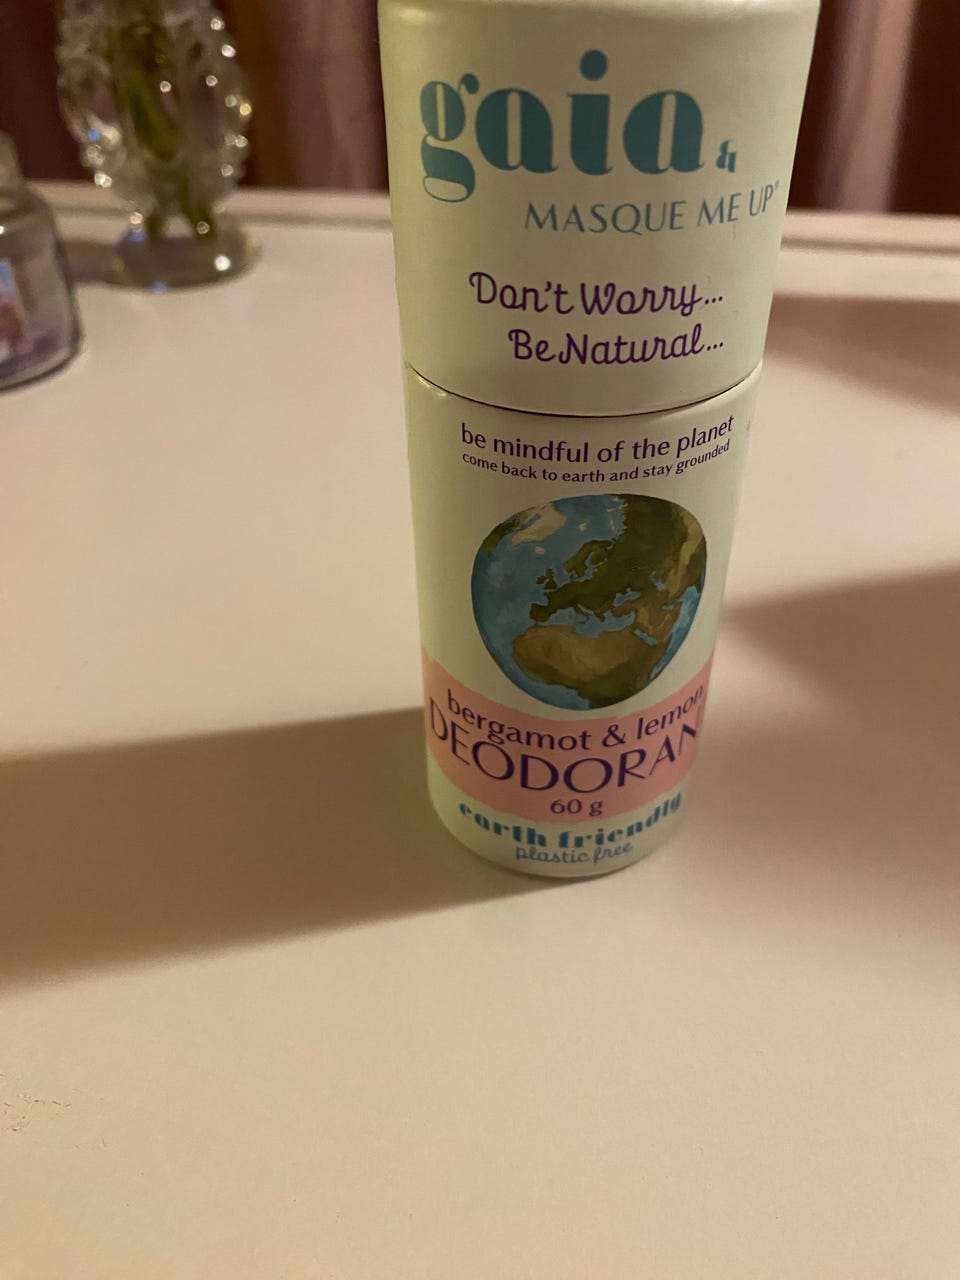 gaia &
MASQUE ME UP®
Don't Worry...
Be Natural...
be mindful of the planet
come back to earth and stay grounded
bergamot & lemon
DEODORAN
60 g
earth friendly
plastic free